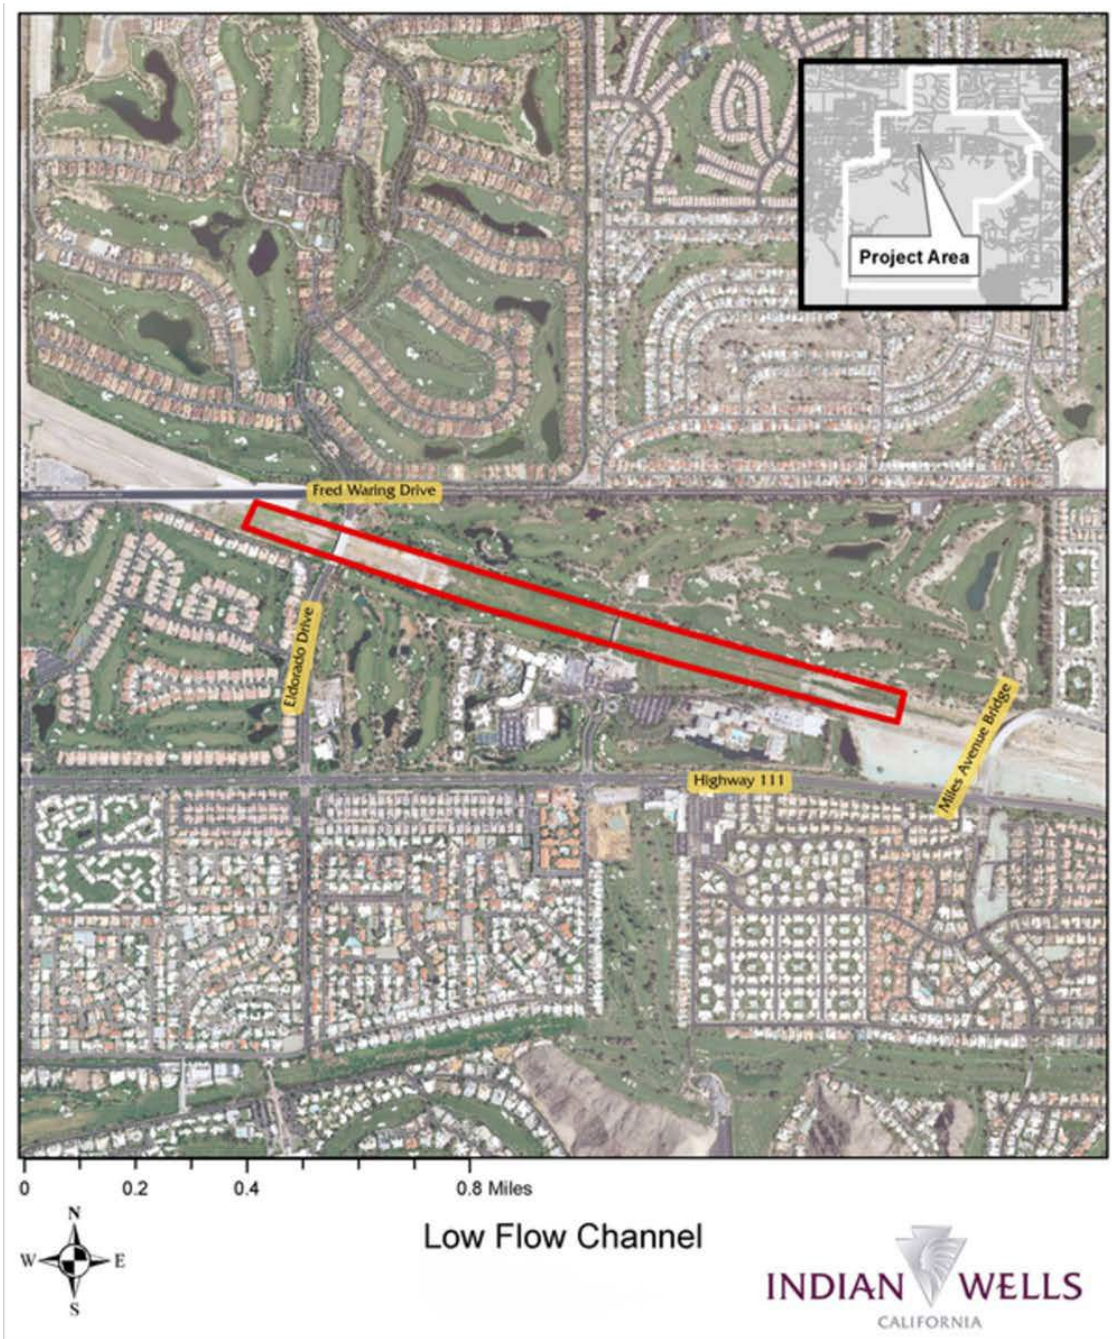 Project Area
Fred Waring Drive
Eldorado Drive
Miles Avenue Bridge
Highway 111
0 0.2 0.4 0.8 Miles
N
W E
S
Low Flow Channel
INDIAN WELLS
CALIFORNIA